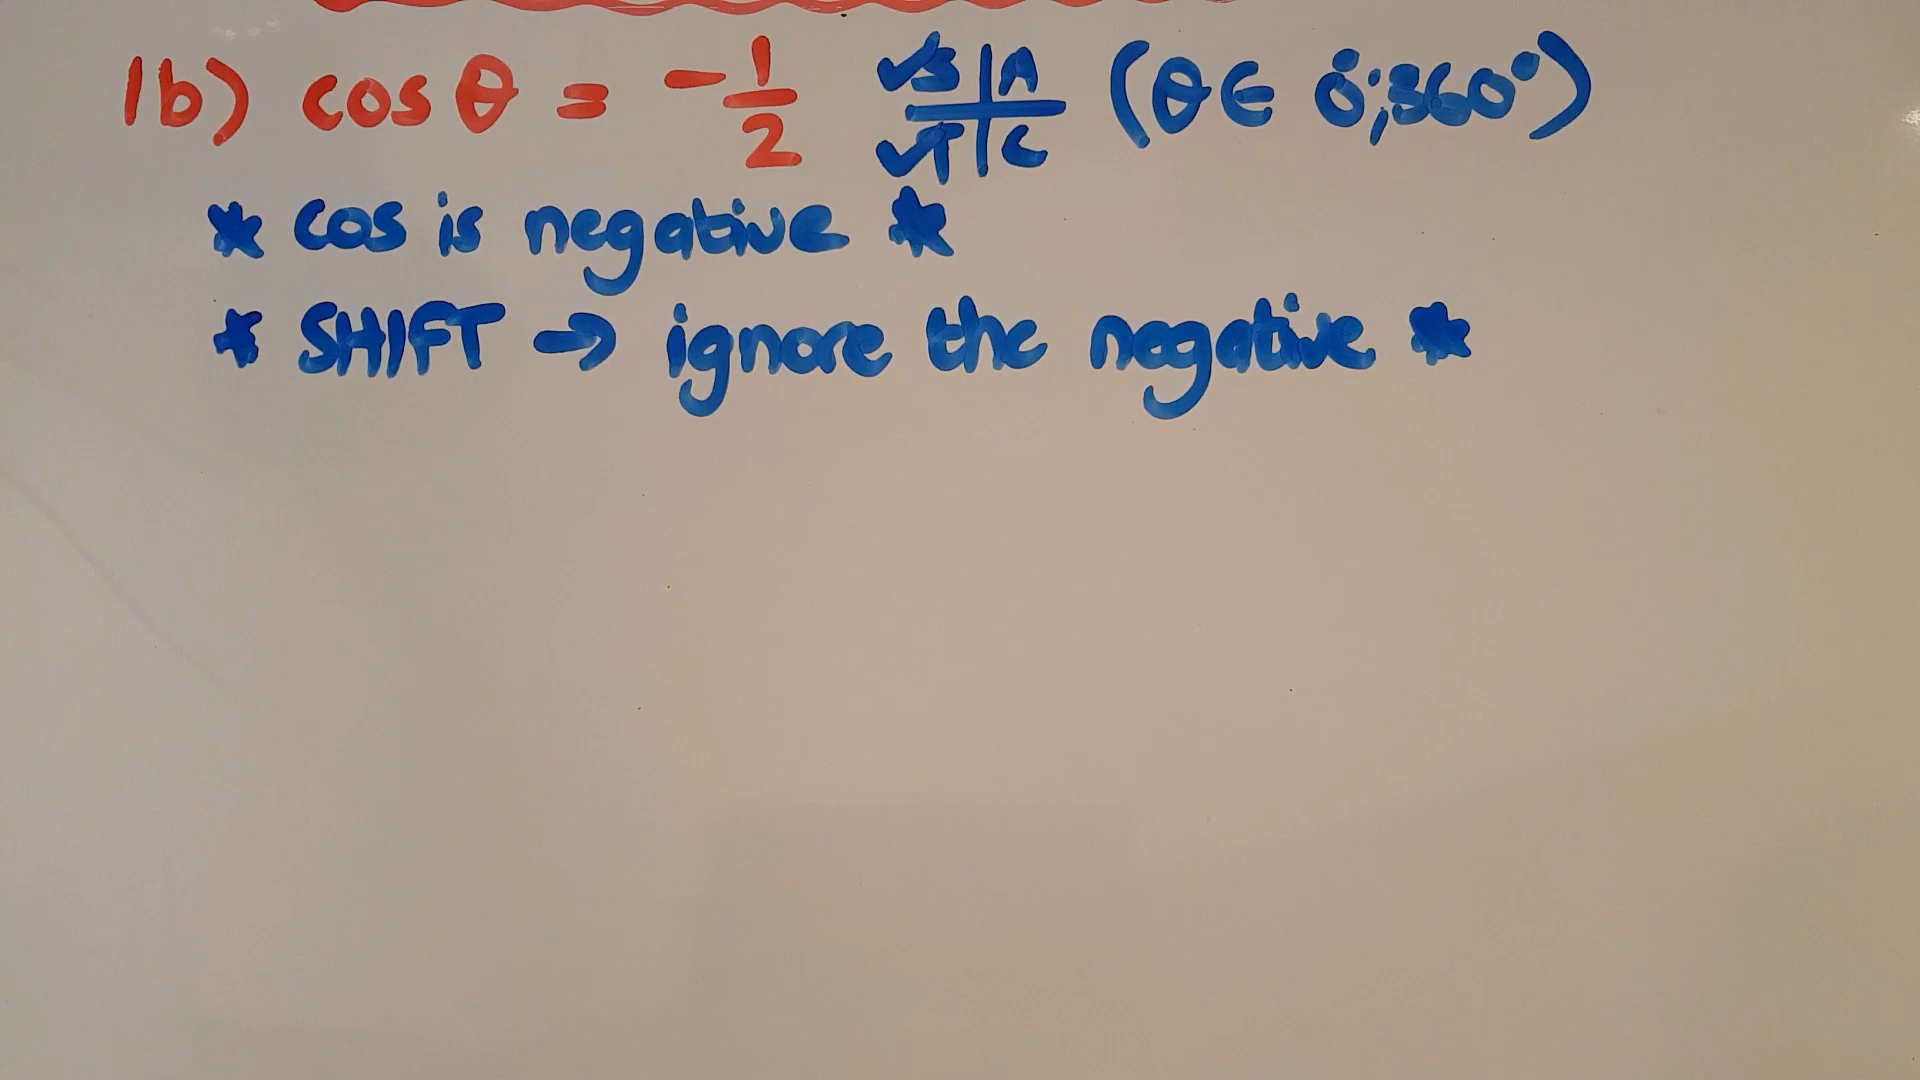 1b) cos θ = -1/2 ✓S | A (θ ∈ 0°;360°)
✓T | C
* cos is negative *
* SHIFT → ignore the negative *